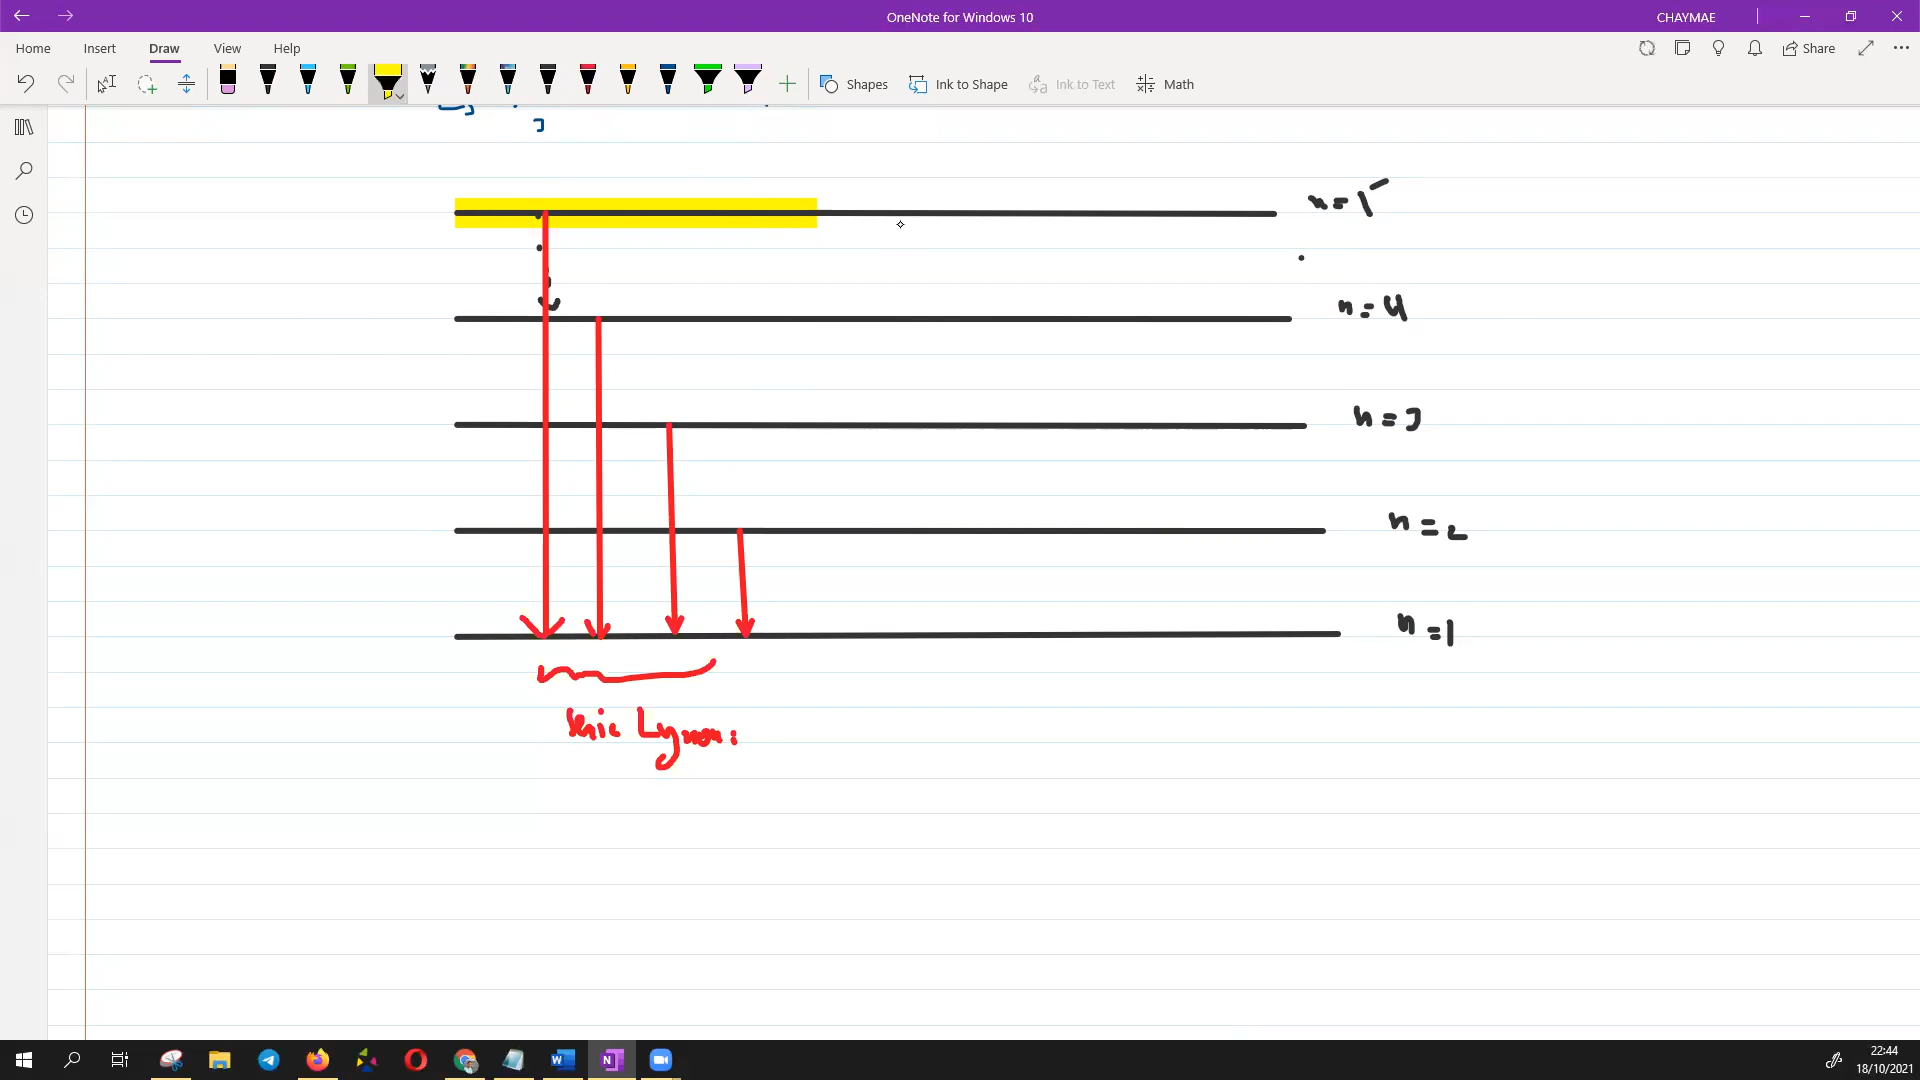 OneNote for Windows 10
CHAYMAE
Home Insert Draw View Help
Share
Shapes Ink to Shape Ink to Text Math
n = 5
n = 4
n = 3
n = 2
n = 1
Série Lyman :
22:44
18/10/2021